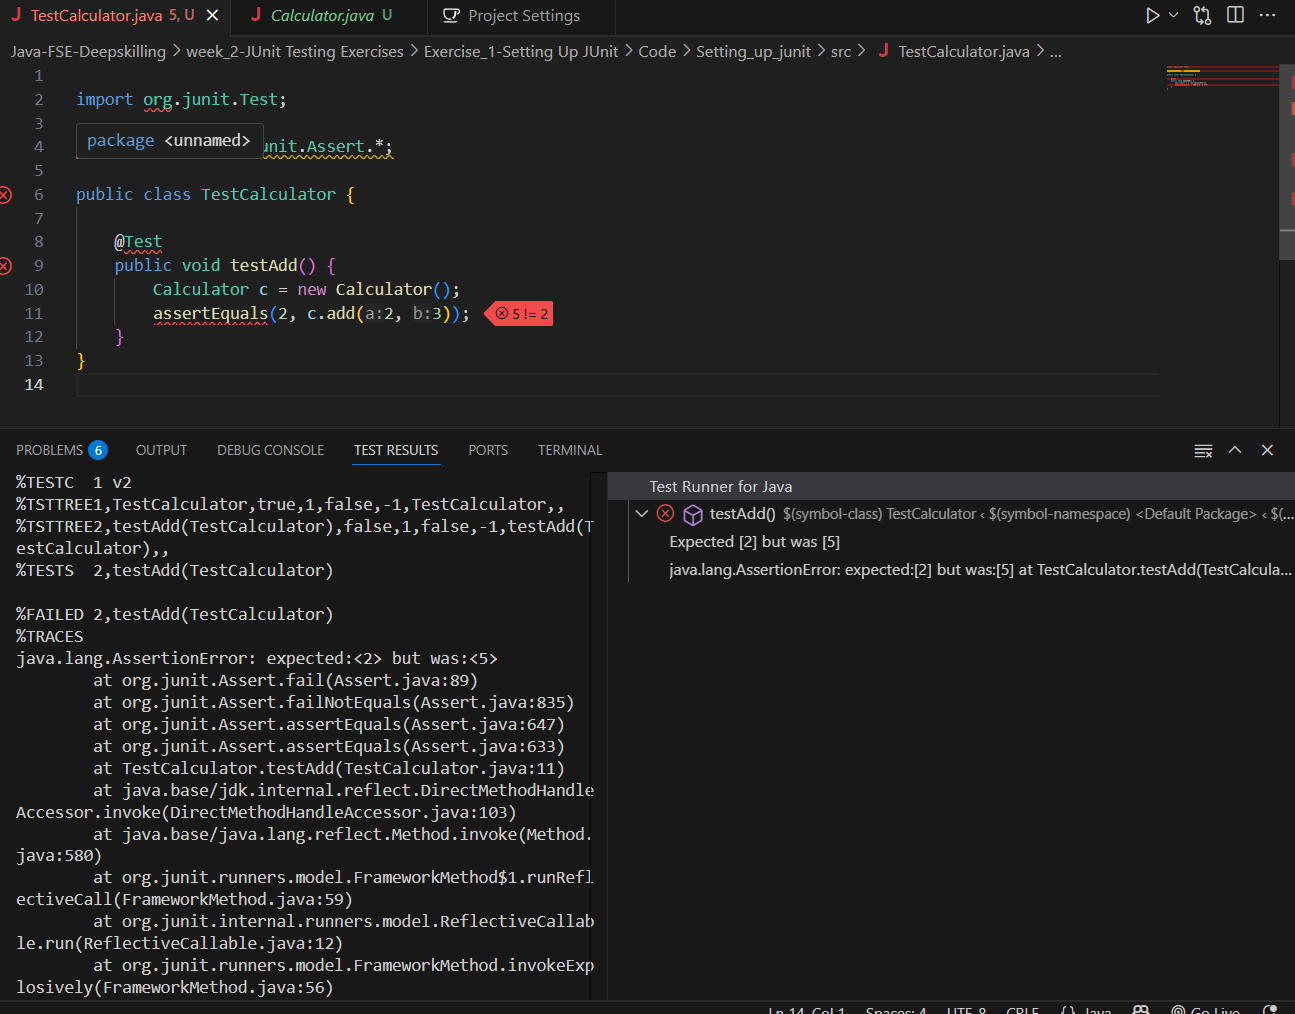 TestCalculator.java 5, U
Calculator.java U
Project Settings
Java-FSE-Deepskilling > week_2-JUnit Testing Exercises > Exercise_1-Setting Up JUnit > Code > Setting_up_junit > src > TestCalculator.java > ...
1
2 import org.junit.Test;
3
package <unnamed>
4 unit.Assert.*;
5
6 public class TestCalculator {
7
8 @Test
9 public void testAdd() {
10 Calculator c = new Calculator();
11 assertEquals(2, c.add(a:2, b:3)); 5 != 2
12 }
13 }
14
PROBLEMS 6 OUTPUT DEBUG CONSOLE TEST RESULTS PORTS TERMINAL
%TESTC  1 v2
%TSTTREE1,TestCalculator,true,1,false,-1,TestCalculator,,
%TSTTREE2,testAdd(TestCalculator),false,1,false,-1,testAdd(T
estCalculator),,
%TESTS  2,testAdd(TestCalculator)
%FAILED 2,testAdd(TestCalculator)
%TRACES
java.lang.AssertionError: expected:<2> but was:<5>
at org.junit.Assert.fail(Assert.java:89)
at org.junit.Assert.failNotEquals(Assert.java:835)
at org.junit.Assert.assertEquals(Assert.java:647)
at org.junit.Assert.assertEquals(Assert.java:633)
at TestCalculator.testAdd(TestCalculator.java:11)
at java.base/jdk.internal.reflect.DirectMethodHandle
Accessor.invoke(DirectMethodHandleAccessor.java:103)
at java.base/java.lang.reflect.Method.invoke(Method.
java:580)
at org.junit.runners.model.FrameworkMethod$1.runRefl
ectiveCall(FrameworkMethod.java:59)
at org.junit.internal.runners.model.ReflectiveCallab
le.run(ReflectiveCallable.java:12)
at org.junit.runners.model.FrameworkMethod.invokeExp
losively(FrameworkMethod.java:56)
Test Runner for Java
testAdd() $(symbol-class) TestCalculator ‹ $(symbol-namespace) <Default Package> ‹ $(...
Expected [2] but was [5]
java.lang.AssertionError: expected:[2] but was:[5] at TestCalculator.testAdd(TestCalcula...
Ln 14, Col 1 Spaces: 4 UTF-8 CRLF {} Java Go Live